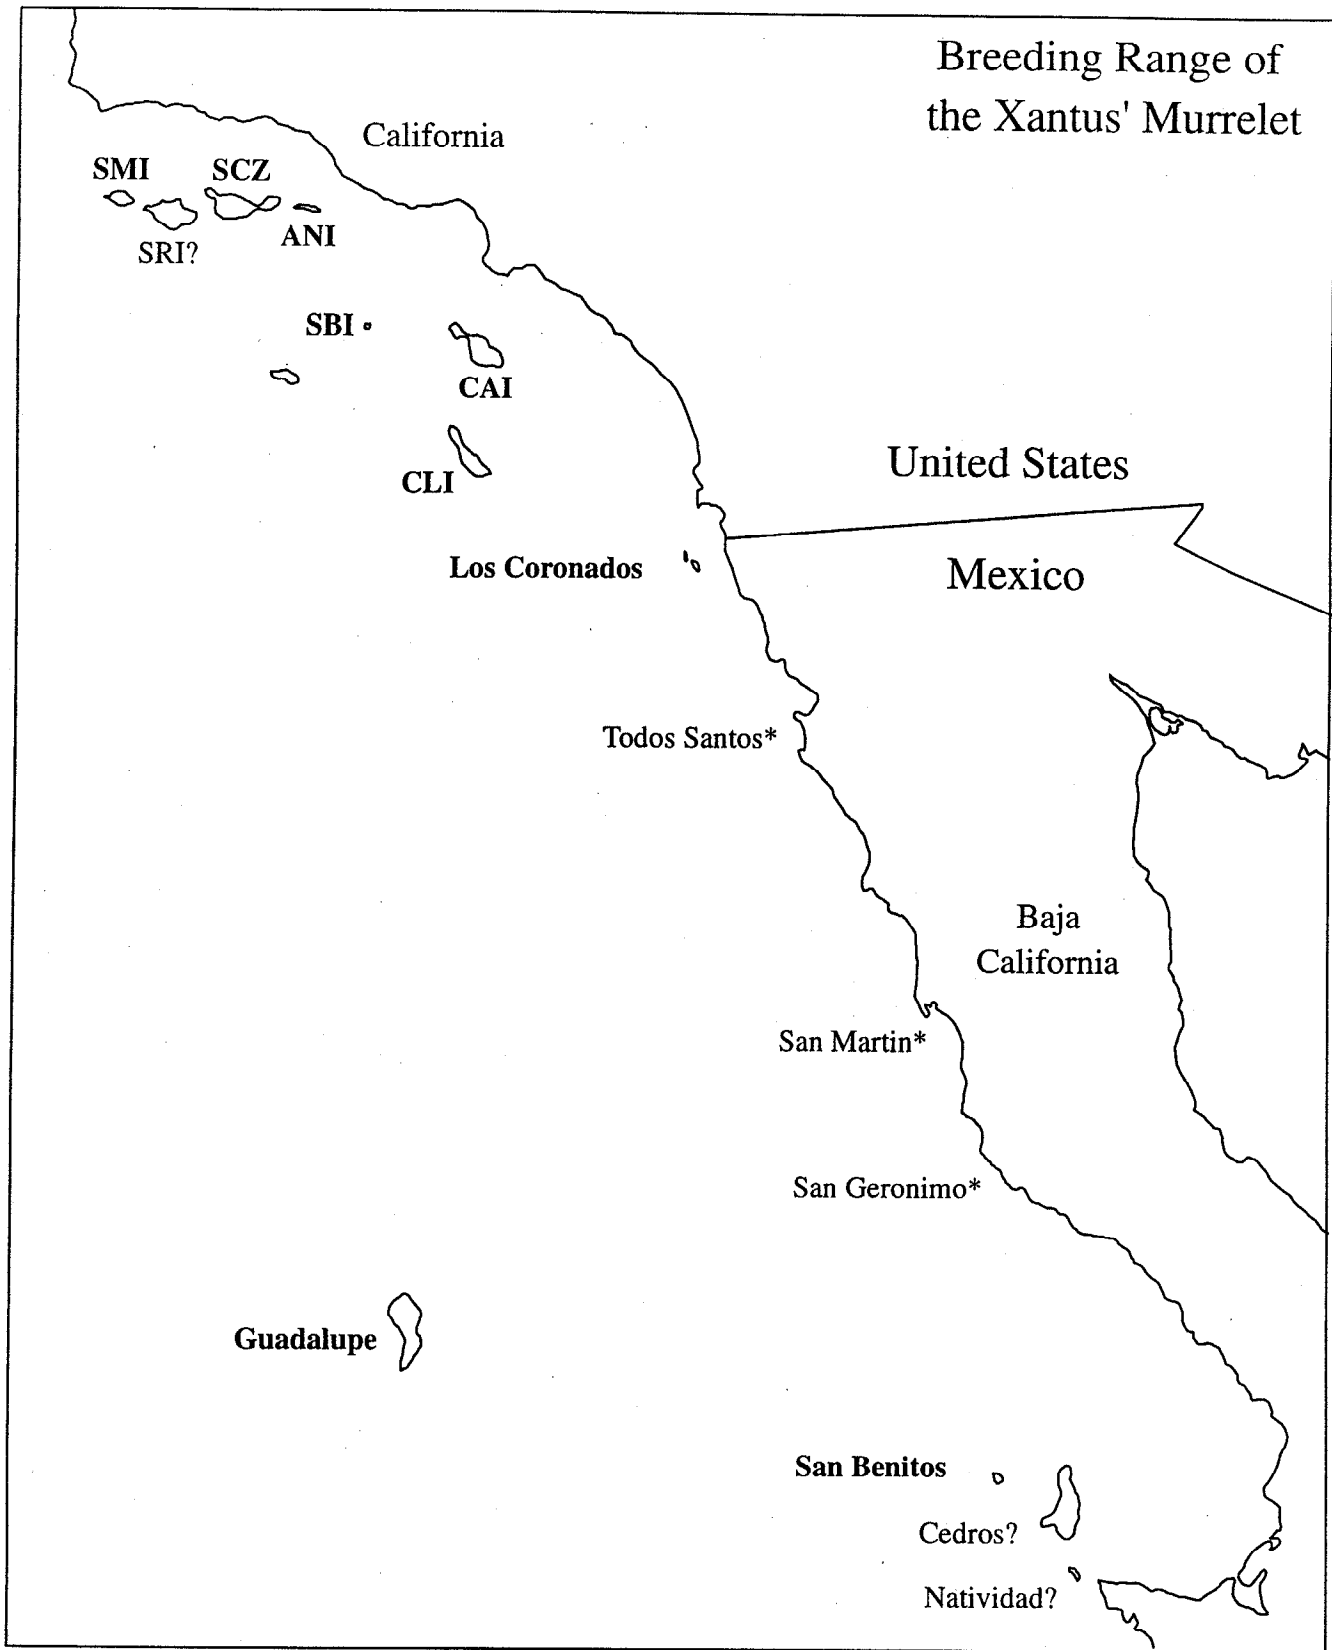 Breeding Range of
the Xantus' Murrelet
California
SMI
SCZ
SRI?
ANI
SBI
CAI
CLI
United States
Los Coronados
Mexico
Todos Santos*
Baja
California
San Martin*
San Geronimo*
Guadalupe
San Benitos
Cedros?
Natividad?